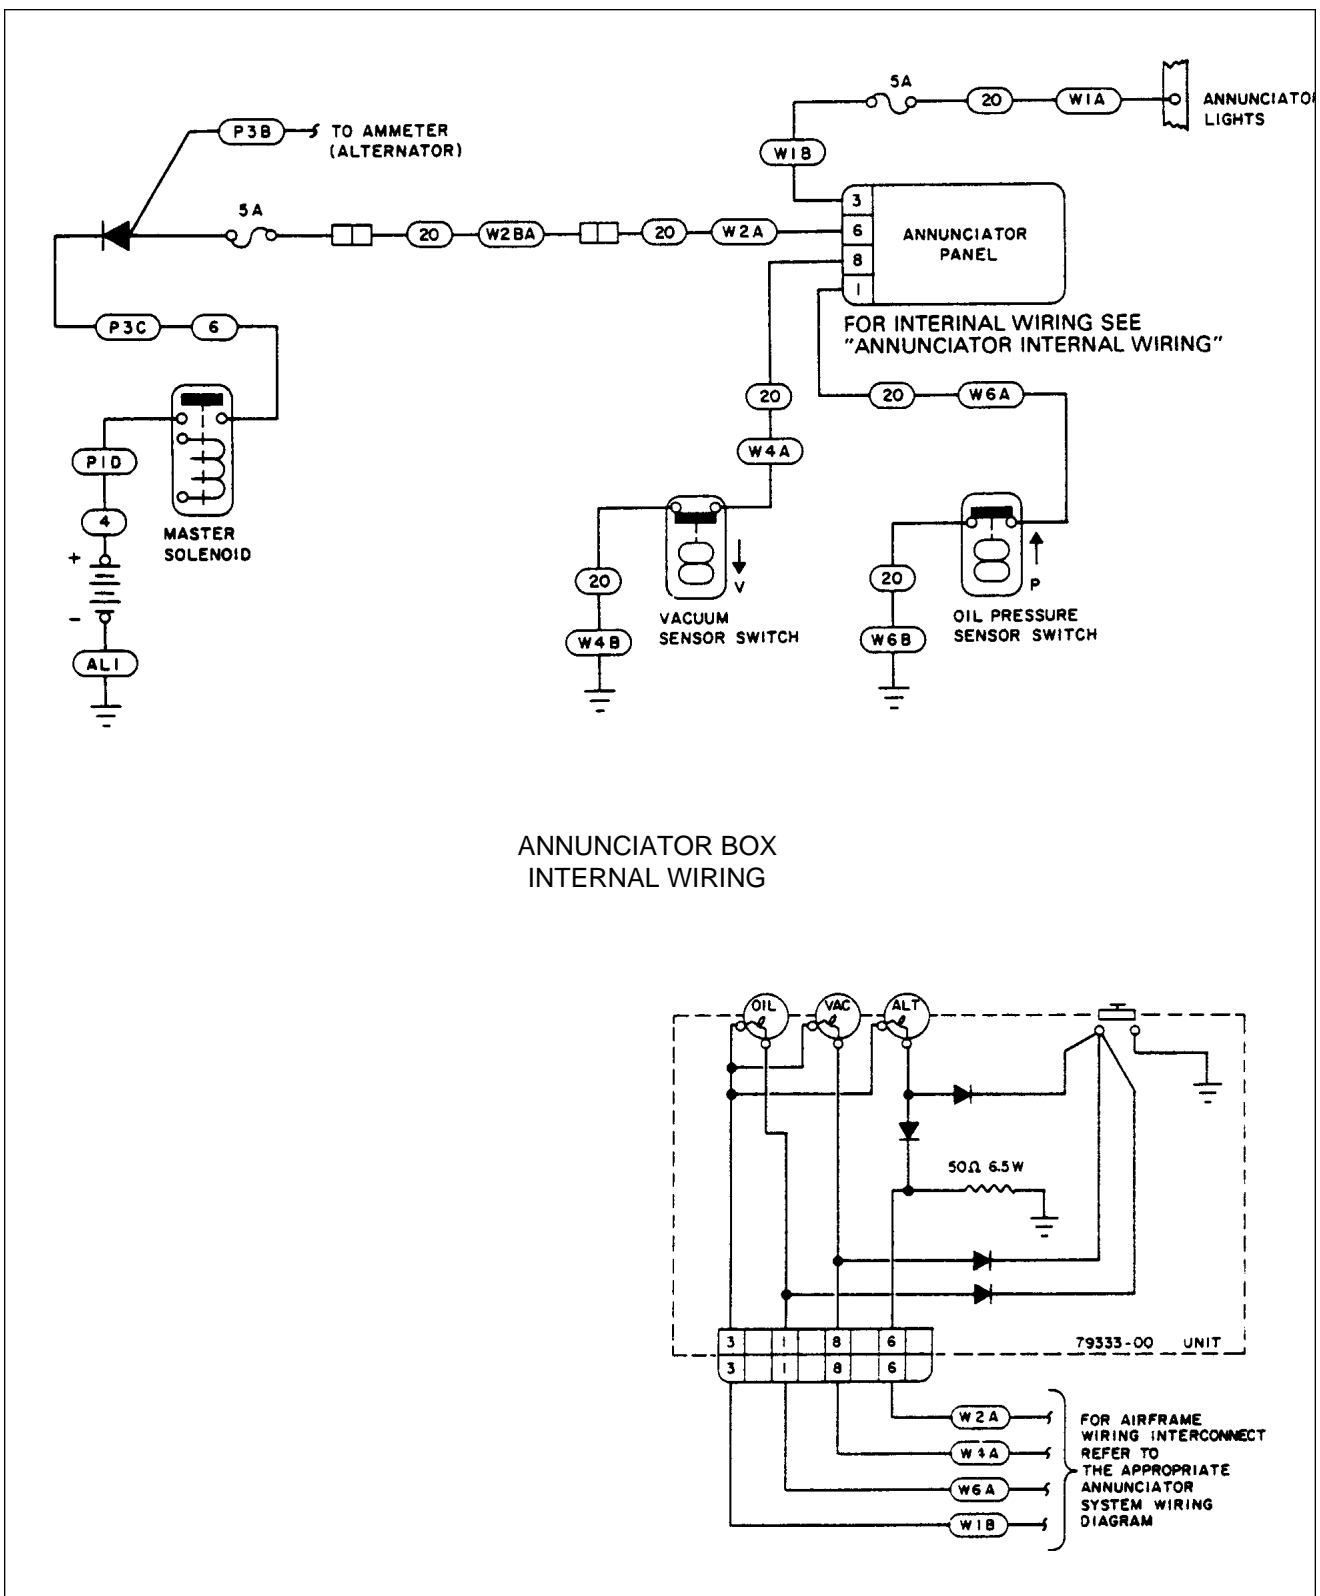 5A
20
W1A
ANNUNCIATO
LIGHTS
P3B
TO AMMETER
(ALTERNATOR)
W1B
5A
20
W2BA
20
W2A
3
6
8
1
ANNUNCIATOR
PANEL
FOR INTERINAL WIRING SEE
"ANNUNCIATOR INTERNAL WIRING"
P3C
6
20
W4A
20
W6A
P1D
4
+
-
AL1
MASTER
SOLENOID
20
W4B
V
VACUUM
SENSOR SWITCH
20
W6B
P
OIL PRESSURE
SENSOR SWITCH
ANNUNCIATOR BOX
INTERNAL WIRING
OIL
VAC
ALT
50Ω 6.5W
3
1
8
6
79333-00 UNIT
3
1
8
6
W2A
W4A
W6A
W1B
FOR AIRFRAME
WIRING INTERCONNECT
REFER TO
THE APPROPRIATE
ANNUNCIATOR
SYSTEM WIRING
DIAGRAM